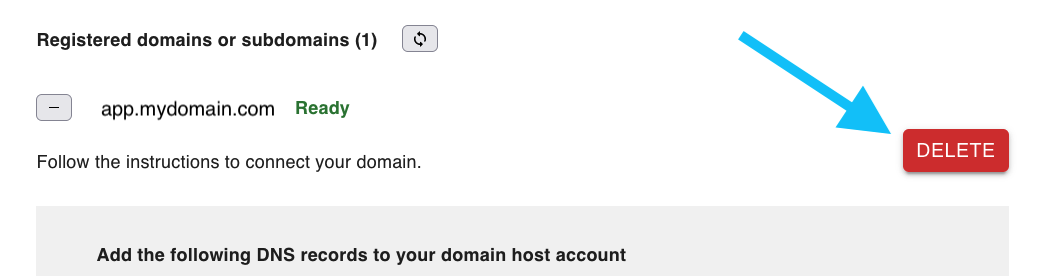 Registered domains or subdomains (1)
app.mydomain.com Ready
Follow the instructions to connect your domain.
DELETE
Add the following DNS records to your domain host account